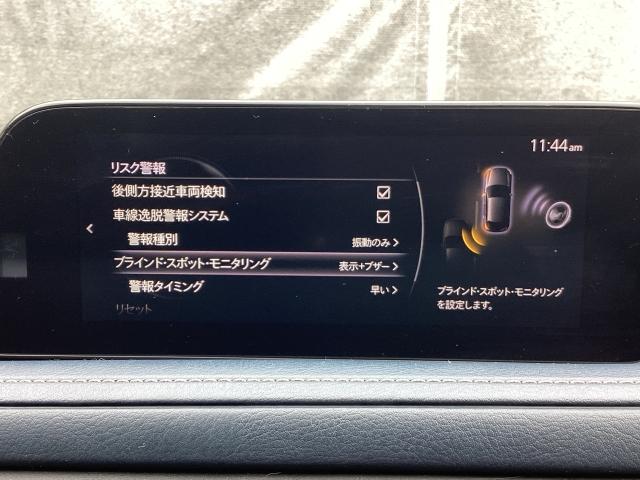 11:44am
リスク警報
後側方接近車両検知
車線逸脱警報システム
警報種別 振動のみ
ブラインド・スポット・モニタリング 表示+ブザー
警報タイミング 早い
リセット
ブラインド・スポット・モニタリング
を設定します。